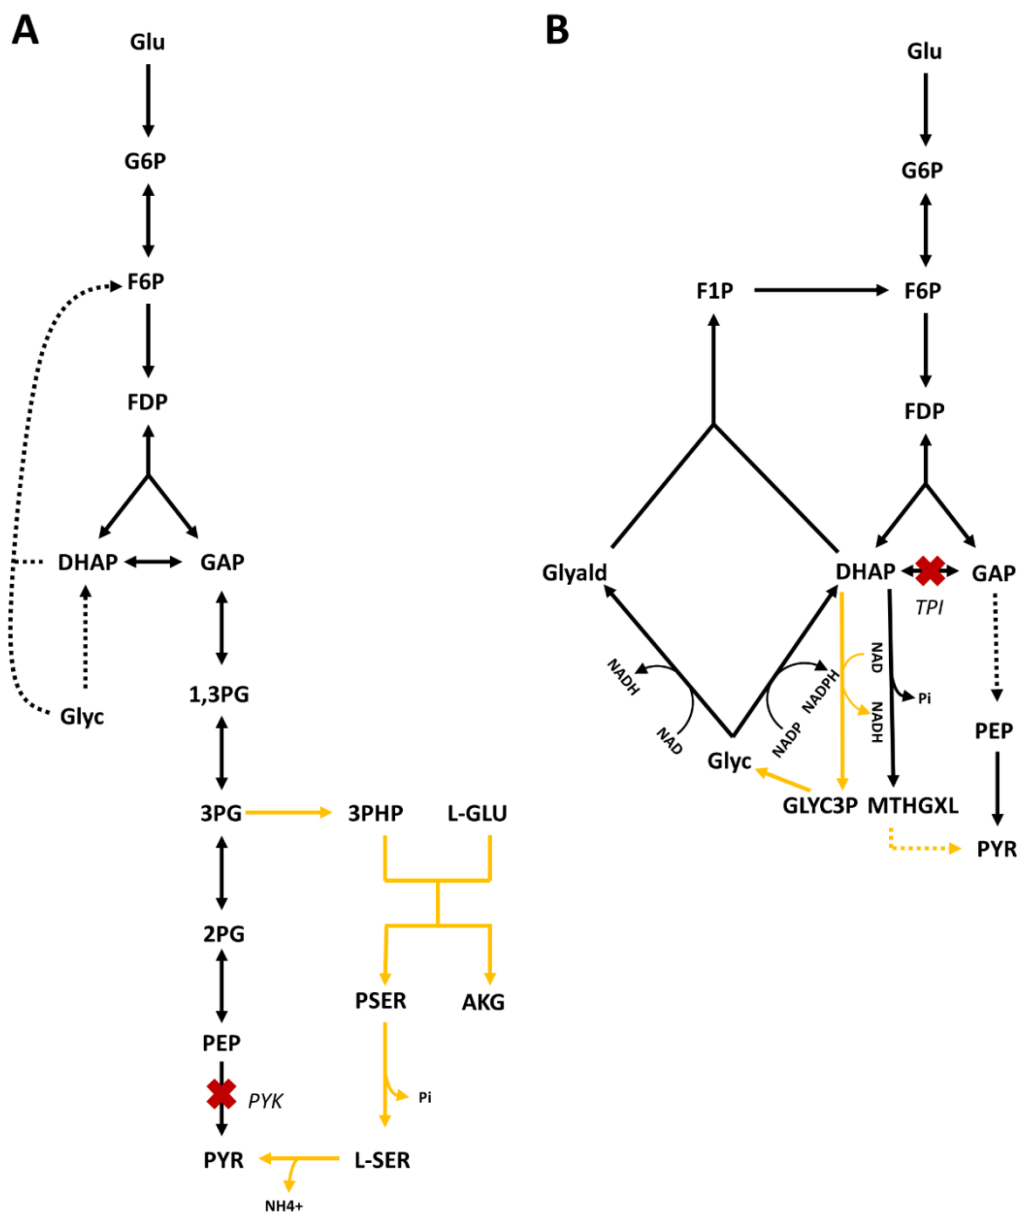 A
Glu
G6P
F6P
FDP
DHAP
GAP
1,3PG
Glyc
3PG
3PHP
L-GLU
2PG
PSER
AKG
PEP
PYK
Pi
PYR
L-SER
NH4+
B
Glu
G6P
F1P
F6P
FDP
Glyald
DHAP
GAP
TPI
NADH
NAD
NADP
NADPH
NAD
NADH
Pi
PEP
Glyc
GLYC3P
MTHGXL
PYR